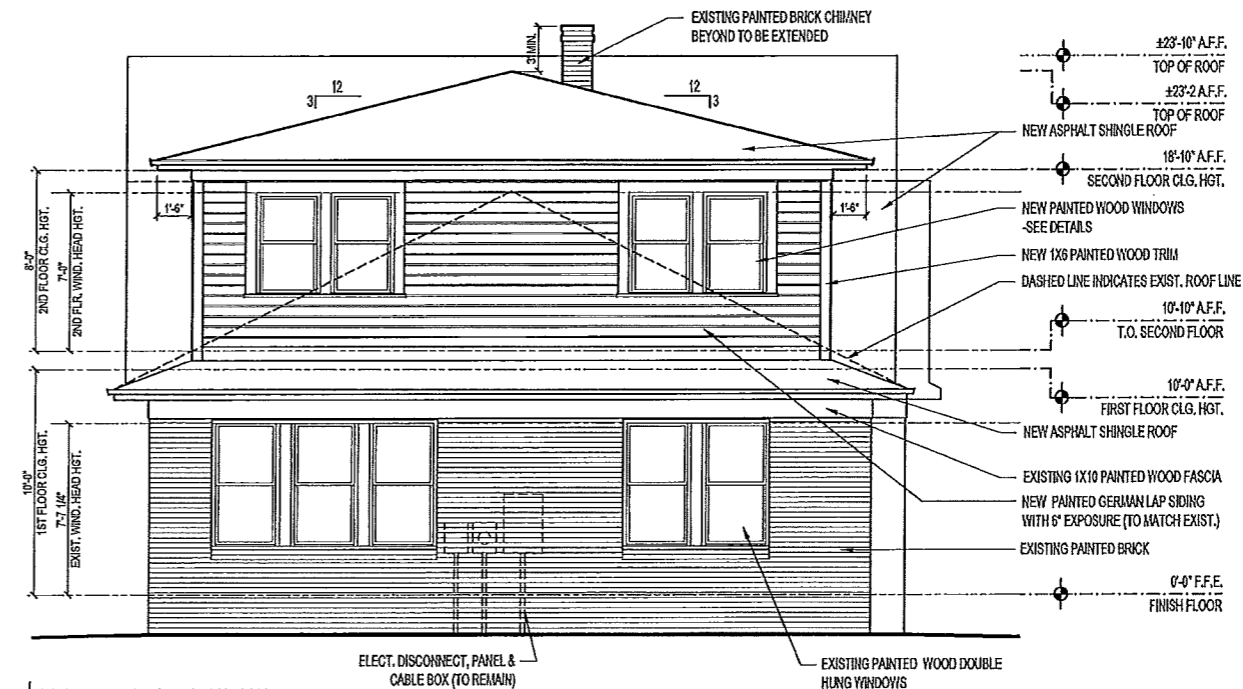 EXISTING PAINTED BRICK CHIMNEY
BEYOND TO BE EXTENDED
31 MIN.
12
3
12
3
±23'-10" A.F.F.
TOP OF ROOF
±23'-2 A.F.F.
TOP OF ROOF
NEW ASPHALT SHINGLE ROOF
18'-10" A.F.F.
SECOND FLOOR CLG. HGT.
1'-6"
1'-6"
NEW PAINTED WOOD WINDOWS
-SEE DETAILS
NEW 1X6 PAINTED WOOD TRIM
DASHED LINE INDICATES EXIST. ROOF LINE
8'-0"
2ND FLOOR CLG. HGT.
7'-0"
2ND FLR. WIND. HEAD HGT.
10'-10" A.F.F.
T.O. SECOND FLOOR
10'-0" A.F.F.
FIRST FLOOR CLG. HGT.
NEW ASPHALT SHINGLE ROOF
10'-0"
1ST FLOOR CLG. HGT.
7'-7 1/4"
EXIST. WIND. HEAD HGT.
EXISTING 1X10 PAINTED WOOD FASCIA
NEW PAINTED GERMAN LAP SIDING
WITH 6" EXPOSURE (TO MATCH EXIST.)
EXISTING PAINTED BRICK
0'-0" F.F.E.
FINISH FLOOR
ELECT. DISCONNECT, PANEL &
CABLE BOX (TO REMAIN)
EXISTING PAINTED WOOD DOUBLE
HUNG WINDOWS